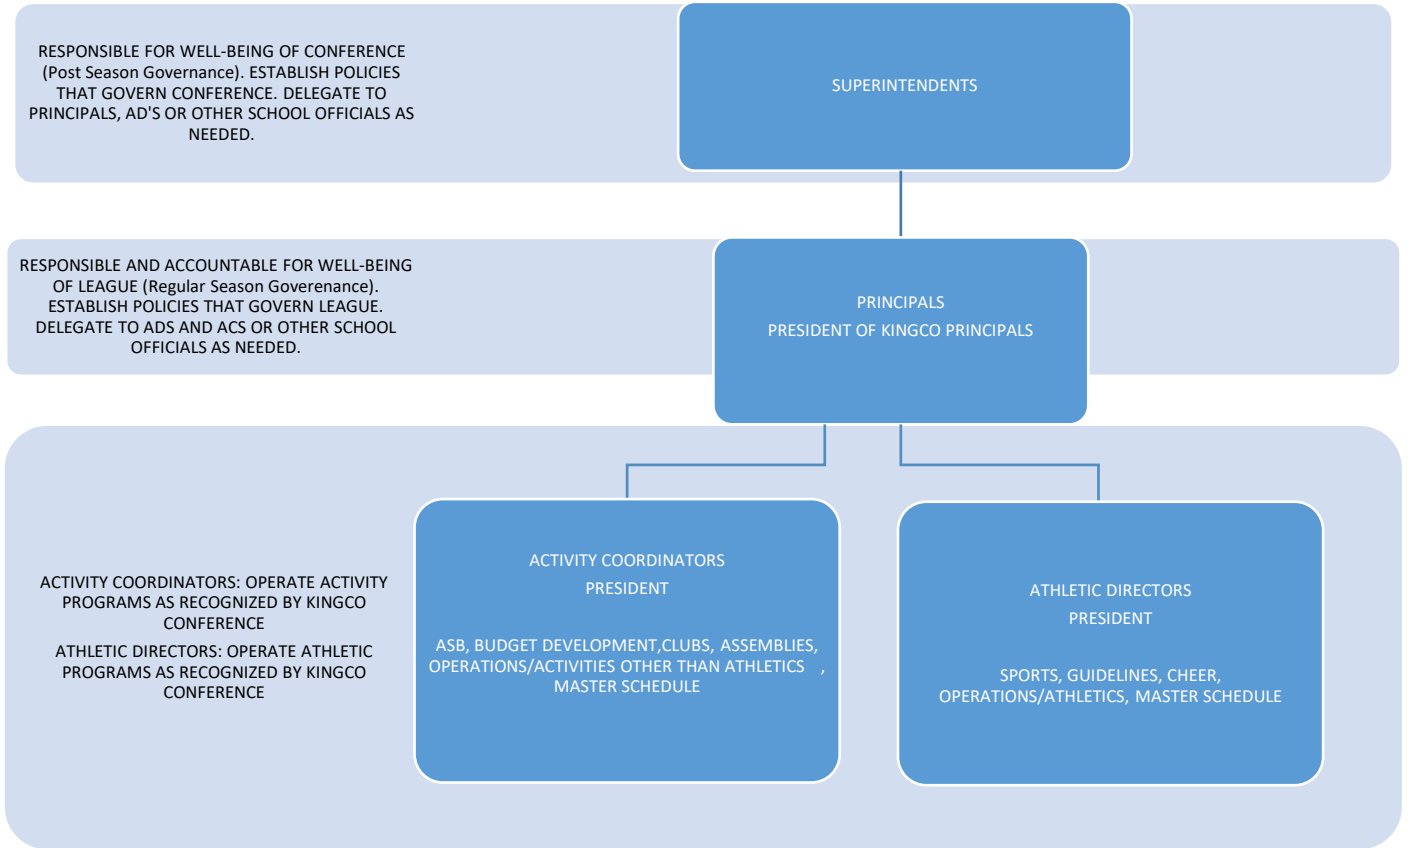 RESPONSIBLE FOR WELL-BEING OF CONFERENCE
(Post Season Governance). ESTABLISH POLICIES
THAT GOVERN CONFERENCE. DELEGATE TO
PRINCIPALS, AD'S OR OTHER SCHOOL OFFICIALS AS
NEEDED.
SUPERINTENDENTS
RESPONSIBLE AND ACCOUNTABLE FOR WELL-BEING
OF LEAGUE (Regular Season Goverenance).
ESTABLISH POLICIES THAT GOVERN LEAGUE.
DELEGATE TO ADS AND ACS OR OTHER SCHOOL
OFFICIALS AS NEEDED.
PRINCIPALS
PRESIDENT OF KINGCO PRINCIPALS
ACTIVITY COORDINATORS: OPERATE ACTIVITY
PROGRAMS AS RECOGNIZED BY KINGCO
CONFERENCE
ATHLETIC DIRECTORS: OPERATE ATHLETIC
PROGRAMS AS RECOGNIZED BY KINGCO
CONFERENCE
ACTIVITY COORDINATORS
PRESIDENT
ASB, BUDGET DEVELOPMENT,CLUBS, ASSEMBLIES,
OPERATIONS/ACTIVITIES OTHER THAN ATHLETICS ,
MASTER SCHEDULE
ATHLETIC DIRECTORS
PRESIDENT
SPORTS, GUIDELINES, CHEER,
OPERATIONS/ATHLETICS, MASTER SCHEDULE